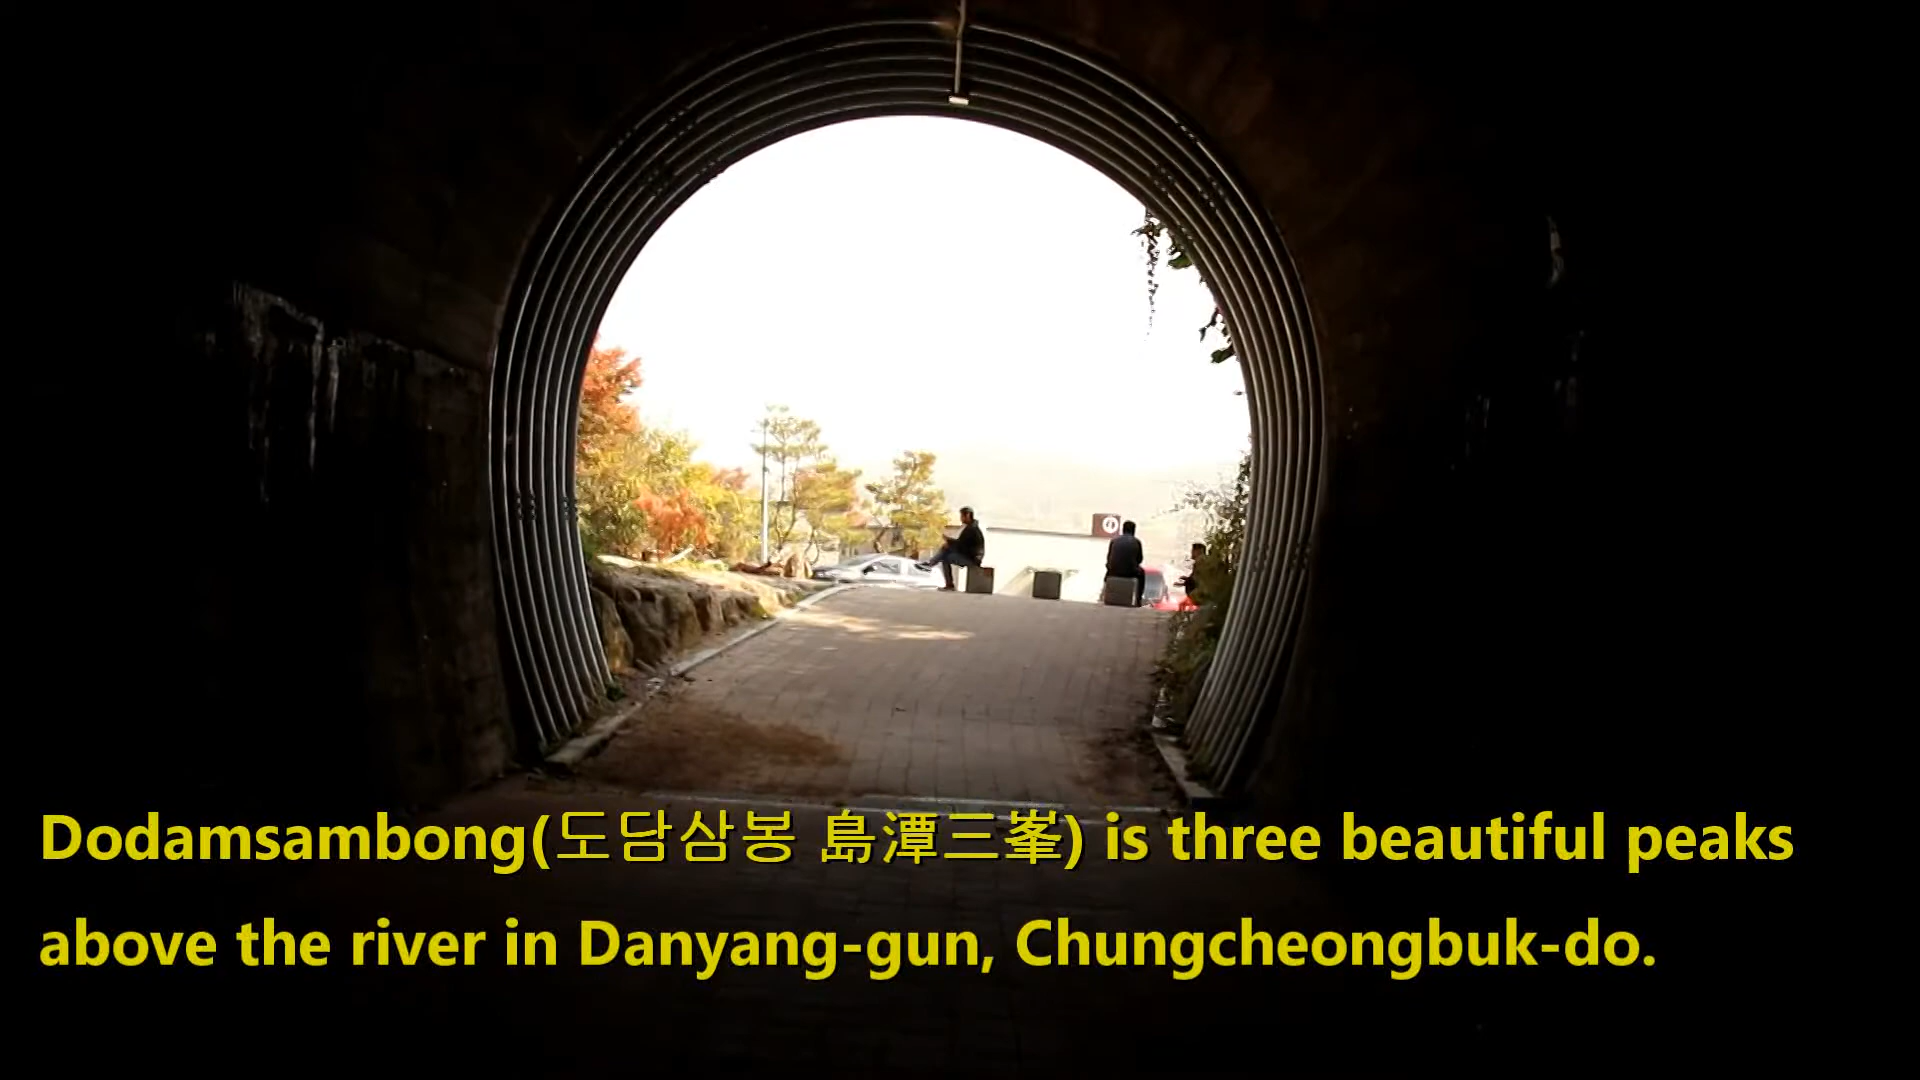 Dodamsambong(도담삼봉 島潭三峯) is three beautiful peaks
above the river in Danyang-gun, Chungcheongbuk-do.